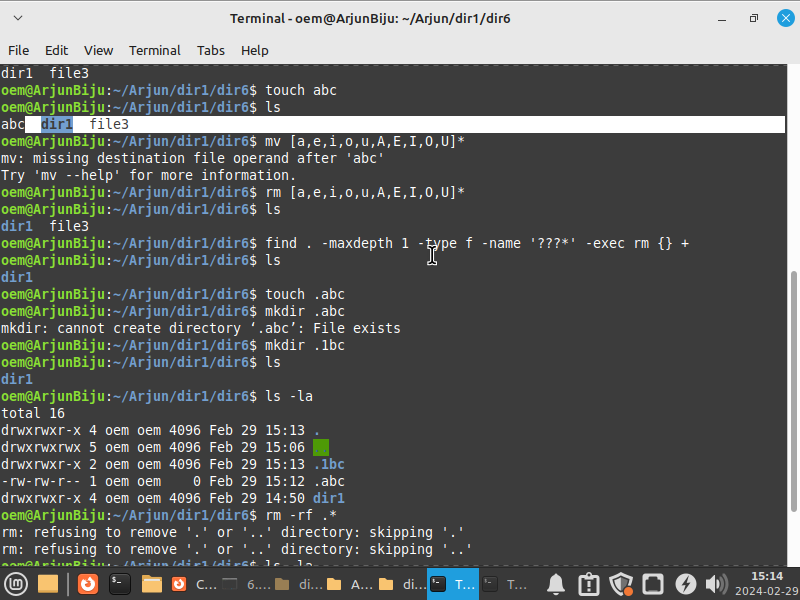 Terminal - oem@ArjunBiju: ~/Arjun/dir1/dir6
File Edit View Terminal Tabs Help
dir1  file3
oem@ArjunBiju:~/Arjun/dir1/dir6$ touch abc
oem@ArjunBiju:~/Arjun/dir1/dir6$ ls
abc  dir1  file3
oem@ArjunBiju:~/Arjun/dir1/dir6$ mv [a,e,i,o,u,A,E,I,O,U]*
mv: missing destination file operand after 'abc'
Try 'mv --help' for more information.
oem@ArjunBiju:~/Arjun/dir1/dir6$ rm [a,e,i,o,u,A,E,I,O,U]*
oem@ArjunBiju:~/Arjun/dir1/dir6$ ls
dir1  file3
oem@ArjunBiju:~/Arjun/dir1/dir6$ find . -maxdepth 1 -type f -name '???*' -exec rm {} +
oem@ArjunBiju:~/Arjun/dir1/dir6$ ls
dir1
oem@ArjunBiju:~/Arjun/dir1/dir6$ touch .abc
oem@ArjunBiju:~/Arjun/dir1/dir6$ mkdir .abc
mkdir: cannot create directory ‘.abc’: File exists
oem@ArjunBiju:~/Arjun/dir1/dir6$ mkdir .1bc
oem@ArjunBiju:~/Arjun/dir1/dir6$ ls
dir1
oem@ArjunBiju:~/Arjun/dir1/dir6$ ls -la
total 16
drwxrwxr-x 4 oem oem 4096 Feb 29 15:13 .
drwxrwxrwx 5 oem oem 4096 Feb 29 15:06 ..
drwxrwxr-x 2 oem oem 4096 Feb 29 15:13 .1bc
-rw-rw-r-- 1 oem oem    0 Feb 29 15:12 .abc
drwxrwxr-x 4 oem oem 4096 Feb 29 14:50 dir1
oem@ArjunBiju:~/Arjun/dir1/dir6$ rm -rf .*
rm: refusing to remove '.' or '..' directory: skipping '.'
rm: refusing to remove '.' or '..' directory: skipping '..'
oem@ArjunBiju:~/Arjun/dir1/dir6$ ls -la
C... 6.... di... A... di... T... T... 15:14
2024-02-29